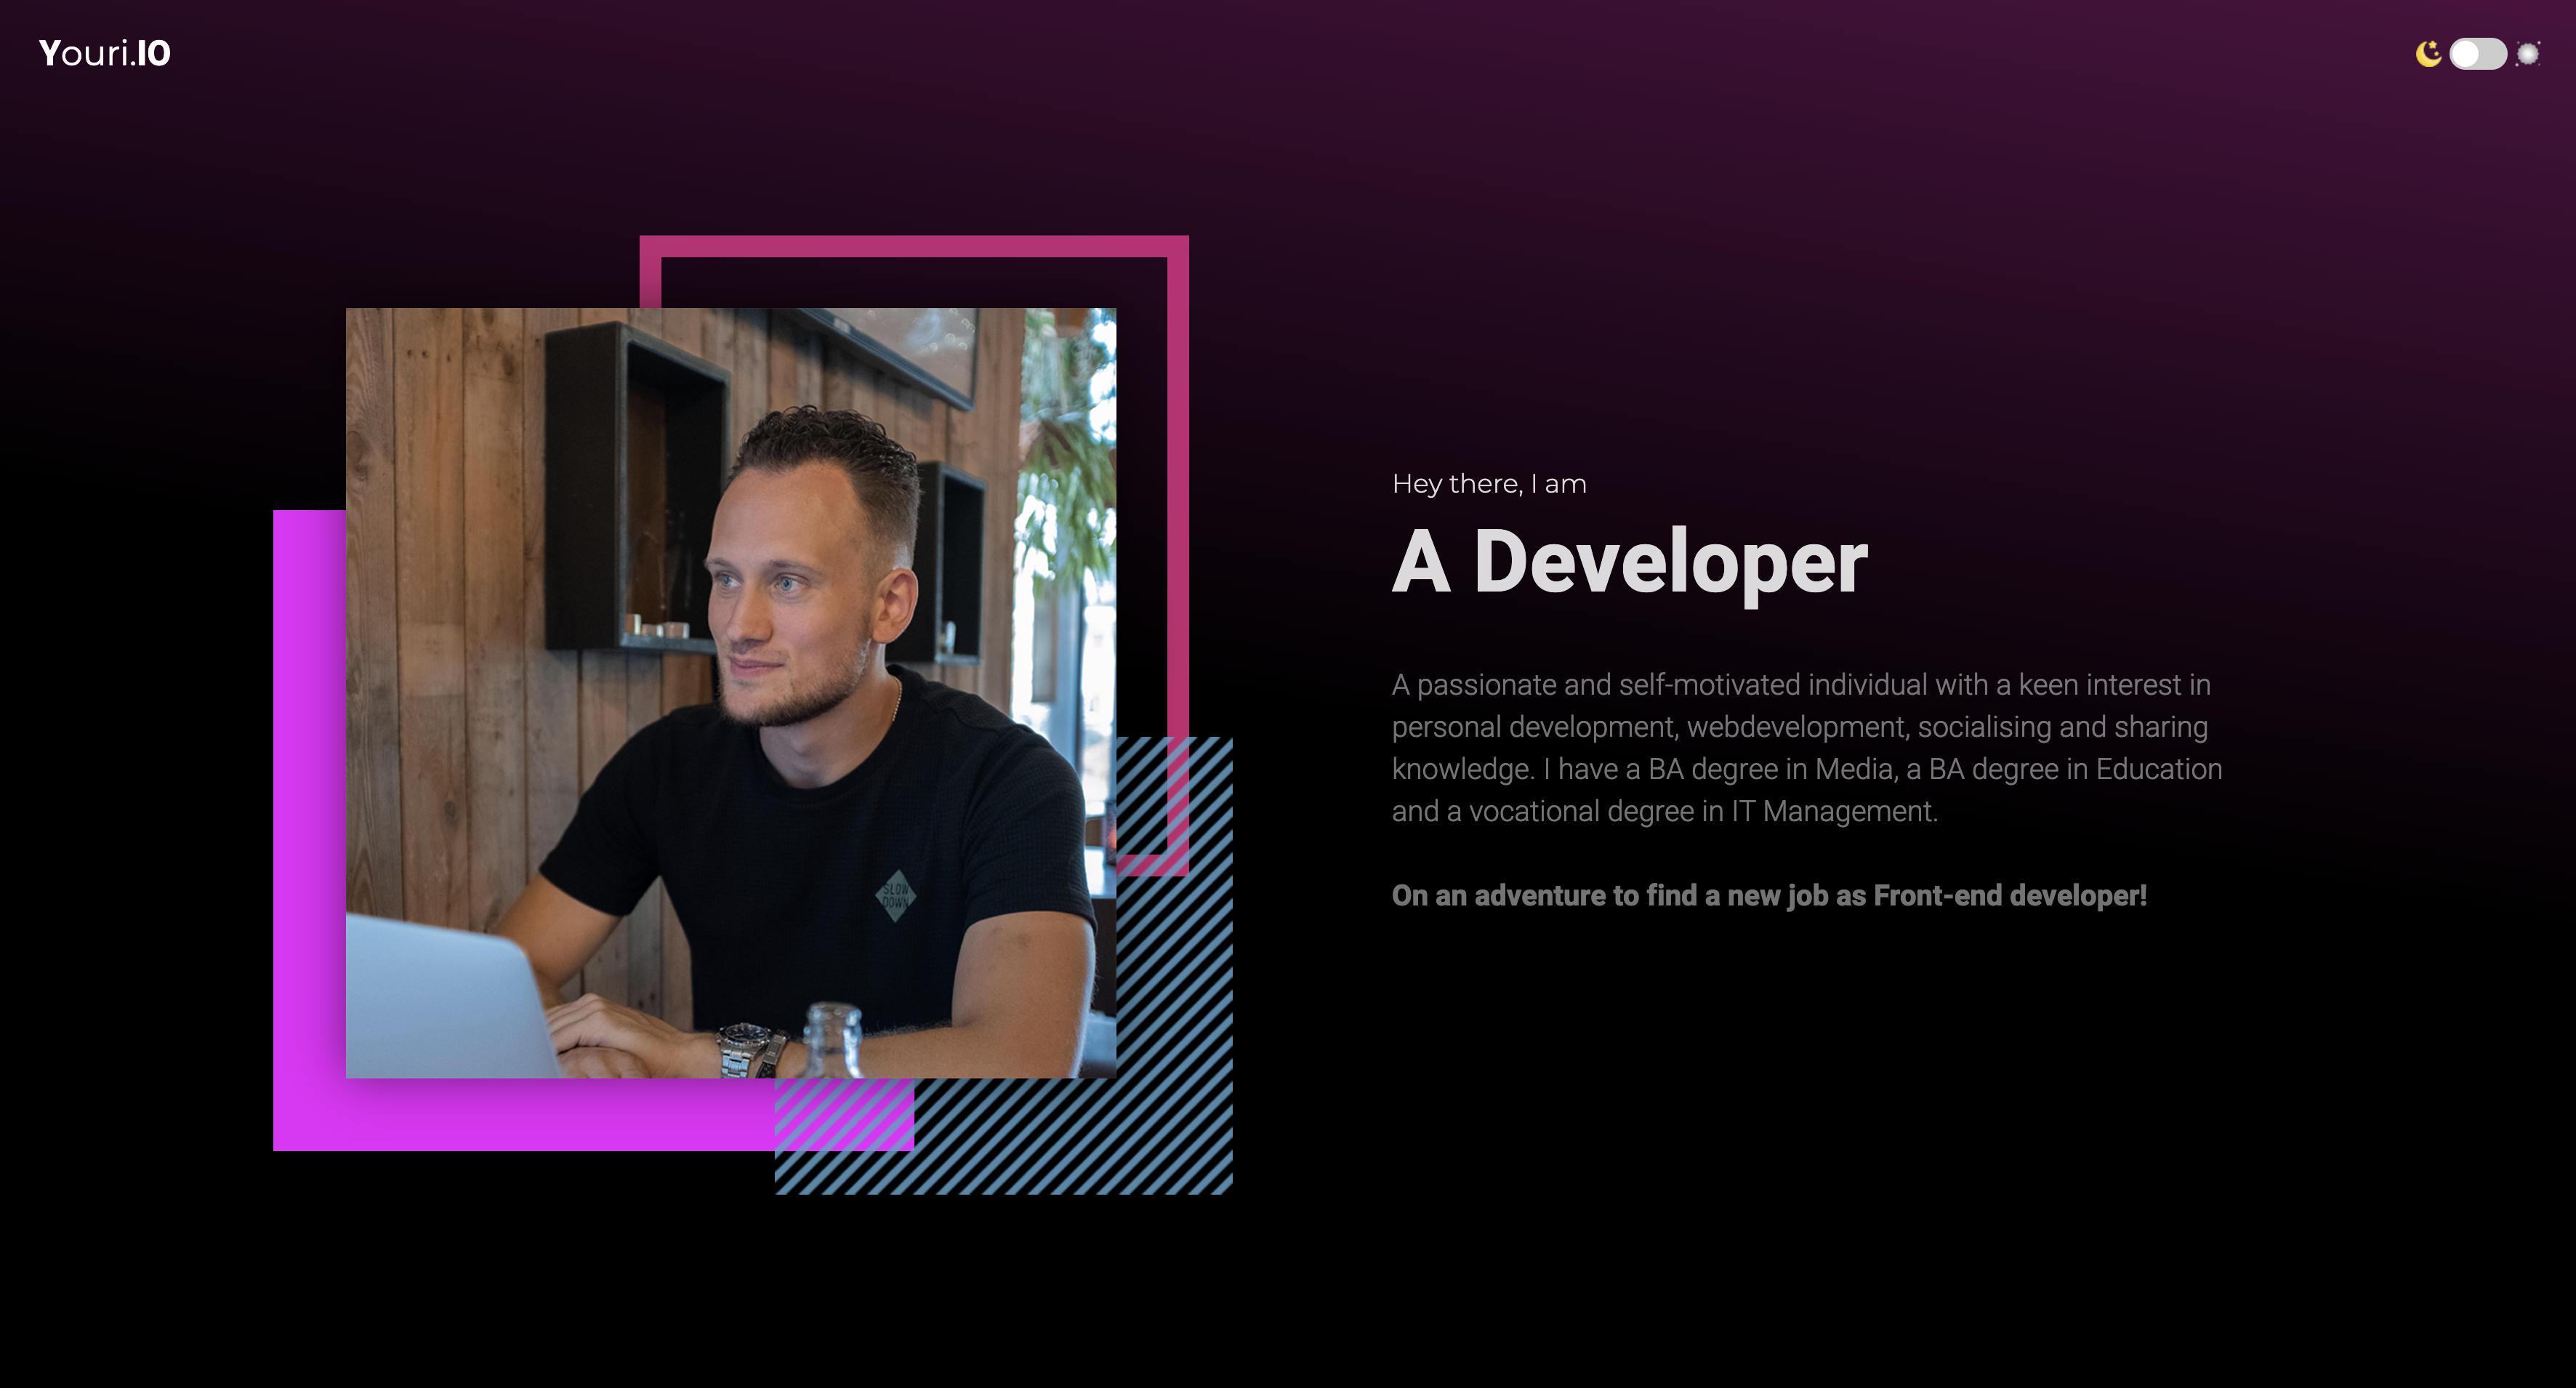 Youri.IO
Hey there, I am
A Developer
A passionate and self-motivated individual with a keen interest in
personal development, webdevelopment, socialising and sharing
knowledge. I have a BA degree in Media, a BA degree in Education
and a vocational degree in IT Management.
On an adventure to find a new job as Front-end developer!
SLOW
DOWN